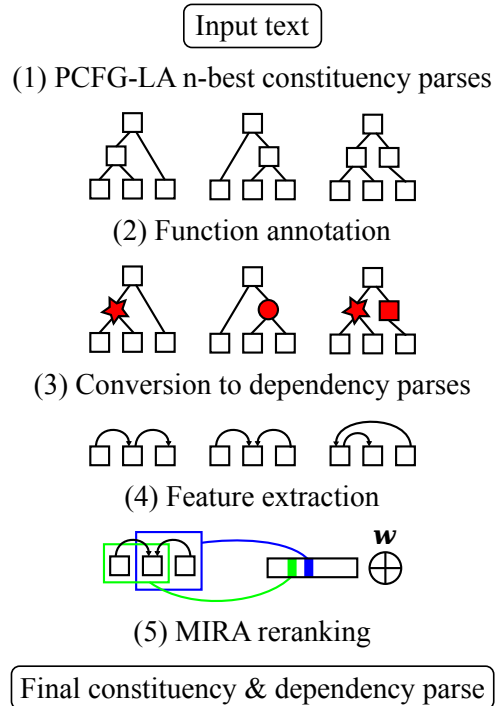 Input text
(1) PCFG-LA n-best constituency parses
(2) Function annotation
(3) Conversion to dependency parses
(4) Feature extraction
w
(5) MIRA reranking
Final constituency & dependency parse